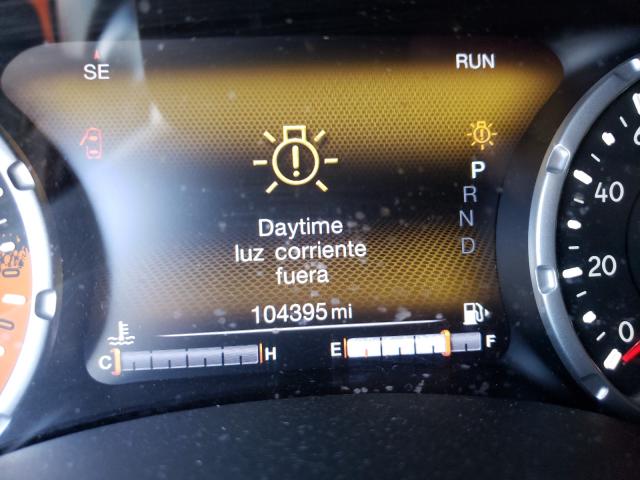 SE
RUN
P
R
N
D
Daytime
luz corriente
fuera
104395 mi
C H
E F
40
20
0